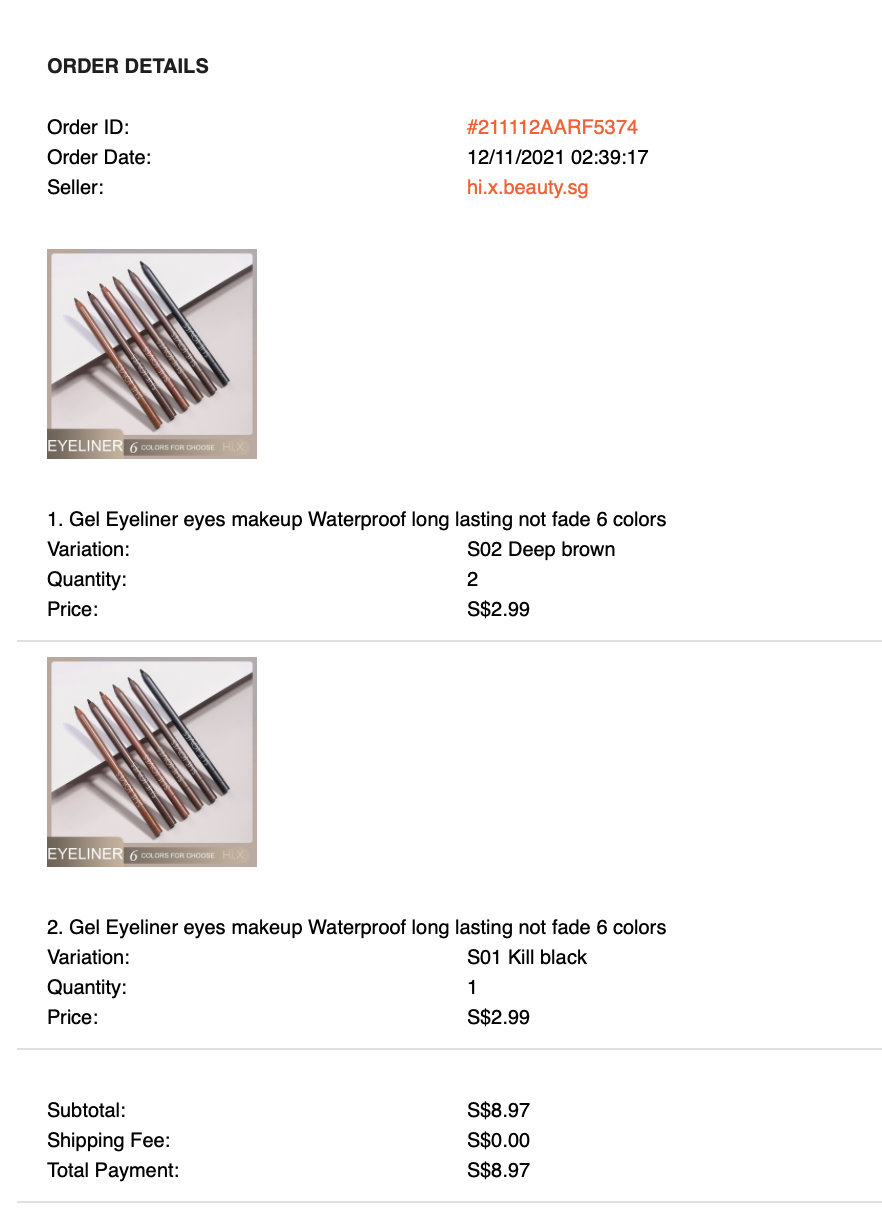 ORDER DETAILS
Order ID: #211112AARF5374
Order Date: 12/11/2021 02:39:17
Seller: hi.x.beauty.sg
EYELINER 6 COLORS FOR CHOOSE HLX
1. Gel Eyeliner eyes makeup Waterproof long lasting not fade 6 colors
Variation: S02 Deep brown
Quantity: 2
Price: S$2.99
EYELINER 6 COLORS FOR CHOOSE HLX
2. Gel Eyeliner eyes makeup Waterproof long lasting not fade 6 colors
Variation: S01 Kill black
Quantity: 1
Price: S$2.99
Subtotal: S$8.97
Shipping Fee: S$0.00
Total Payment: S$8.97